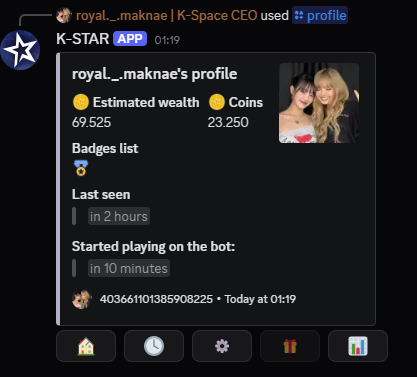 royal._.maknae | K-Space CEO used profile
K-STAR APP 01:19
royal._.maknae's profile
Estimated wealth Coins
69.525 23.250
Badges list
Last seen
in 2 hours
Started playing on the bot:
in 10 minutes
403661101385908225 • Today at 01:19